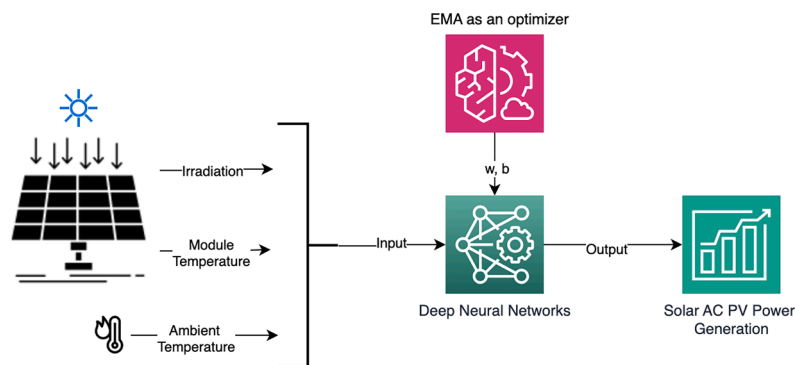 EMA as an optimizer
w, b
Irradiation
Module
Temperature
Ambient
Temperature
Input
Deep Neural Networks
Output
Solar AC PV Power
Generation